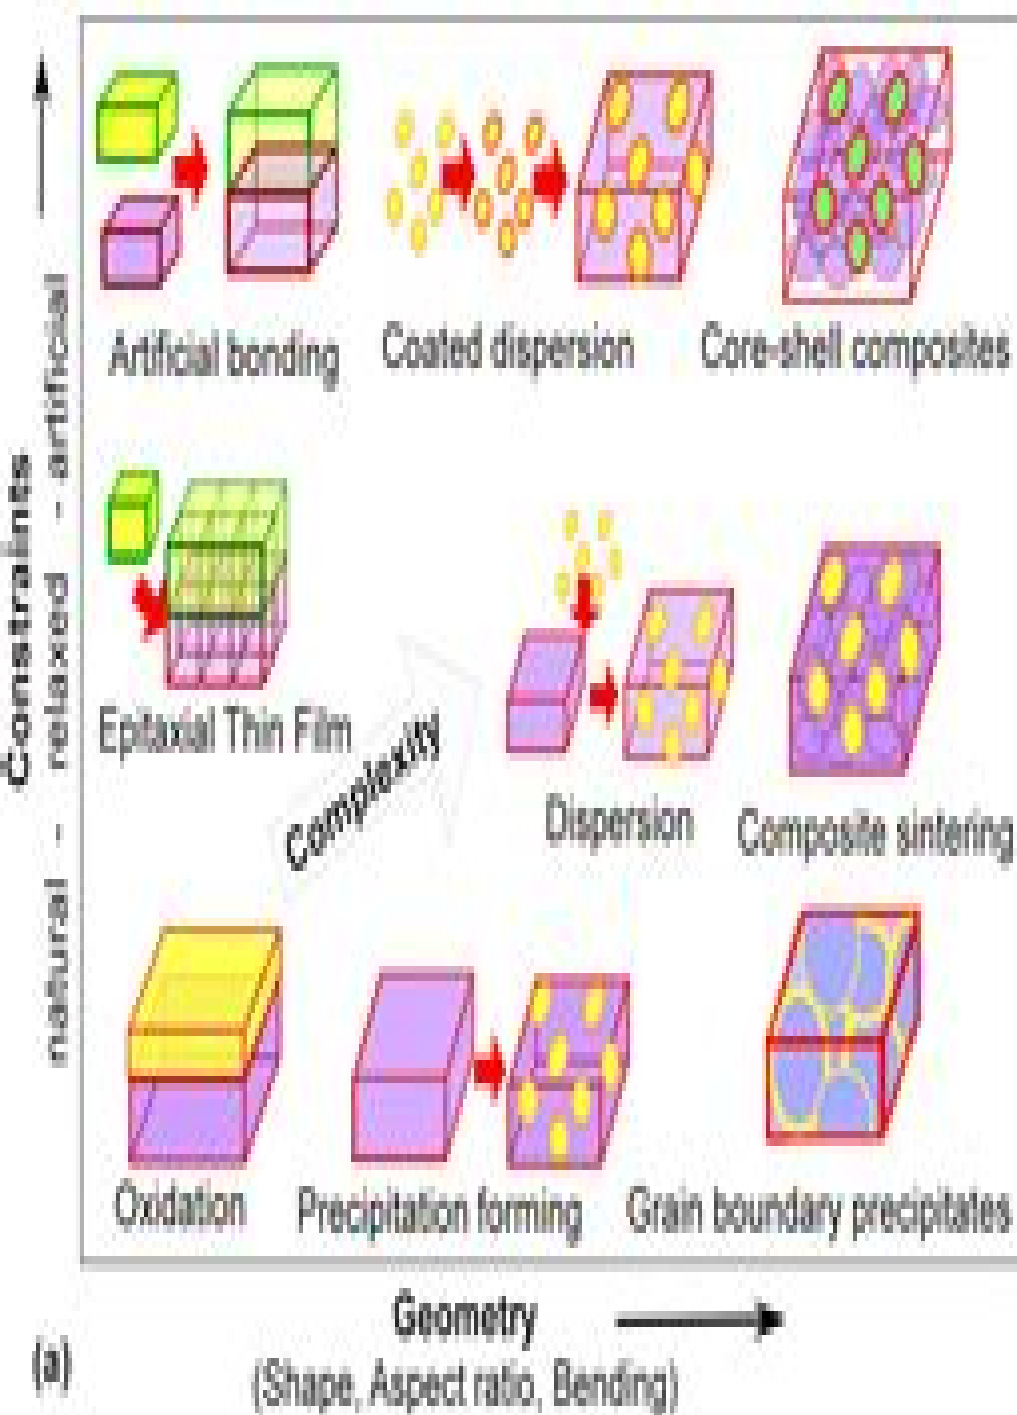 Artificial bonding
Coated dispersion
Core-shell composites
Epitaxial Thin Film
Complexity
Dispersion
Composite sintering
Oxidation
Precipitation forming
Grain boundary precipitates
Constraints
natural - relaxed - artificial
Geometry
(Shape, Aspect ratio, Bending)
(a)